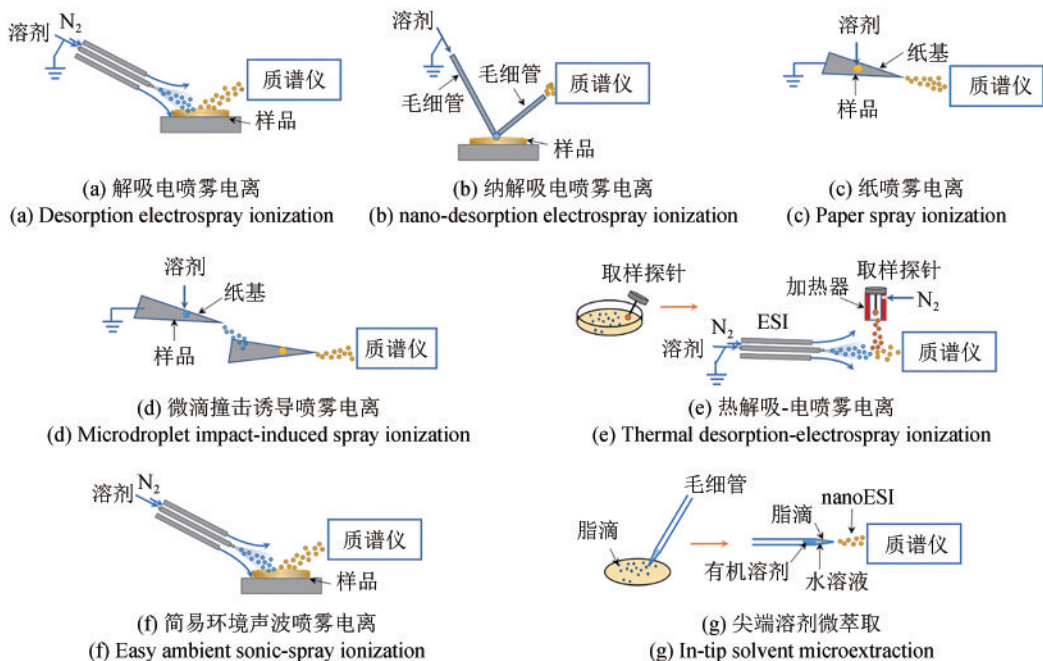 溶剂
N₂
质谱仪
样品
(a) 解吸电喷雾电离
(a) Desorption electrospray ionization
毛细管
毛细管
质谱仪
样品
(b) 纳解吸电喷雾电离
(b) nano-desorption electrospray ionization
溶剂
纸基
样品
质谱仪
(c) 纸喷雾电离
(c) Paper spray ionization
溶剂
纸基
样品
质谱仪
(d) 微滴撞击诱导喷雾电离
(d) Microdroplet impact-induced spray ionization
取样探针
取样探针
加热器
N₂
ESI
N₂
溶剂
质谱仪
(e) 热解吸-电喷雾电离
(e) Thermal desorption-electrospray ionization
溶剂
N₂
质谱仪
样品
(f) 简易环境声波喷雾电离
(f) Easy ambient sonic-spray ionization
毛细管
脂滴
脂滴
nanoESI
有机溶剂
水溶液
质谱仪
(g) 尖端溶剂微萃取
(g) In-tip solvent microextraction